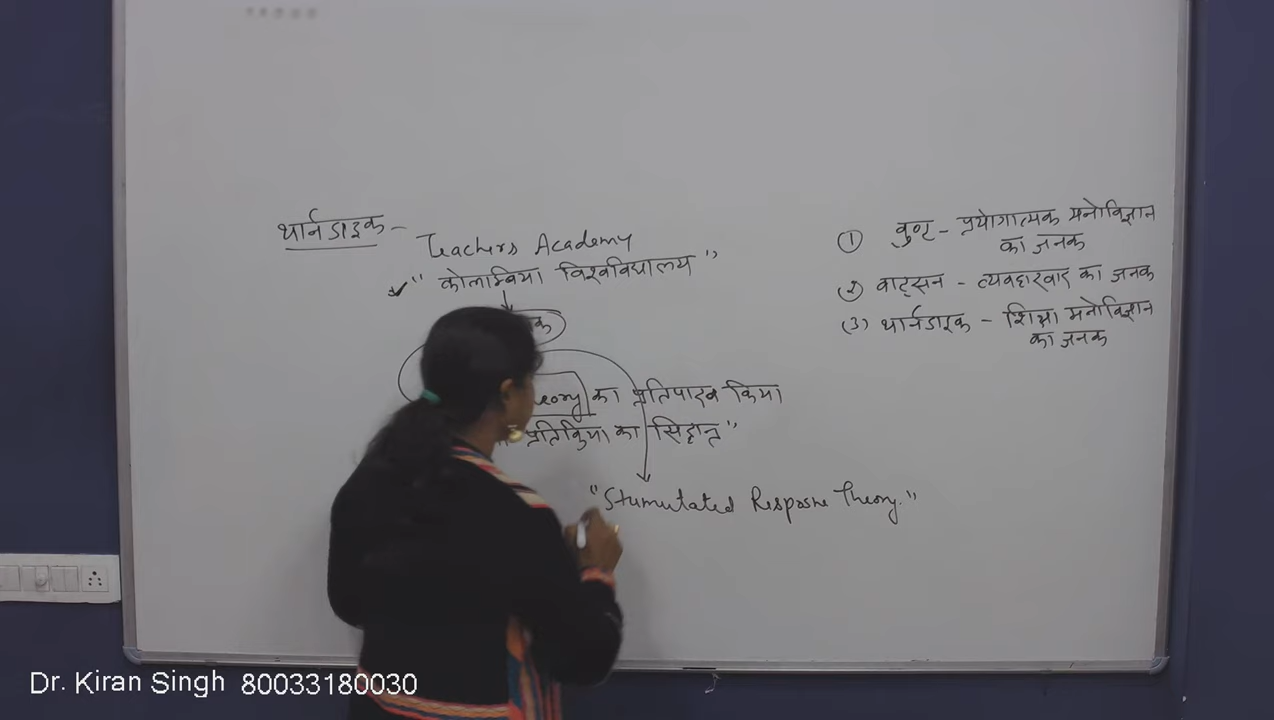 थार्नडाइक –
Teachers Academy
" कोलाम्बिया विश्वविद्यालय "
क
eory का प्रतिपादन किया
प्रतिक्रिया का सिद्धान्त"
"Stumutated Response Theory."
① वुण्ट – प्रयोगात्मक मनोविज्ञान
का जनक
② वाट्सन – व्यवहारवाद का जनक
(3) थार्नडाइक – शिक्षा मनोविज्ञान
का जनक
Dr. Kiran Singh 80033180030